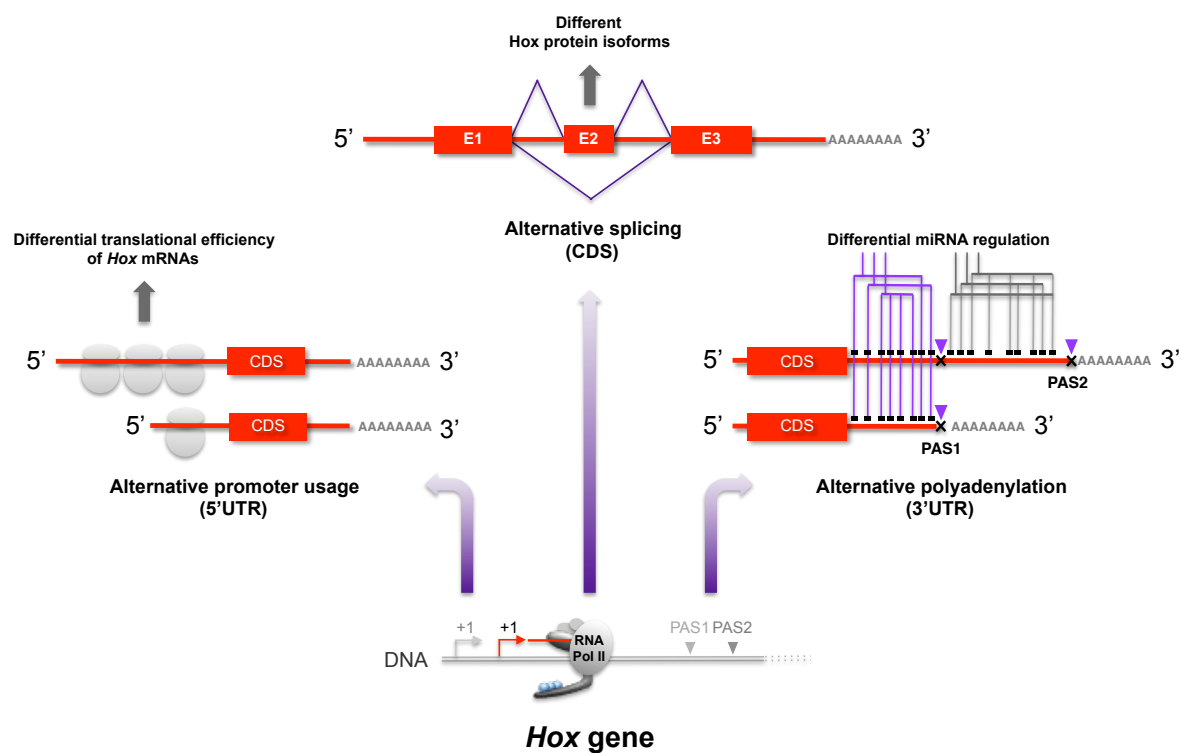 Different
Hox protein isoforms
5’ E1 E2 E3 AAAAAAAA 3’
Alternative splicing
(CDS)
Differential translational efficiency
of Hox mRNAs
5’ CDS AAAAAAAA 3’
5’ CDS AAAAAAAA 3’
Alternative promoter usage
(5’UTR)
Differential miRNA regulation
5’ CDS AAAAAAAA 3’
PAS2
5’ CDS AAAAAAAA 3’
PAS1
Alternative polyadenylation
(3’UTR)
+1 +1 PAS1 PAS2
DNA RNA
Pol II
Hox gene